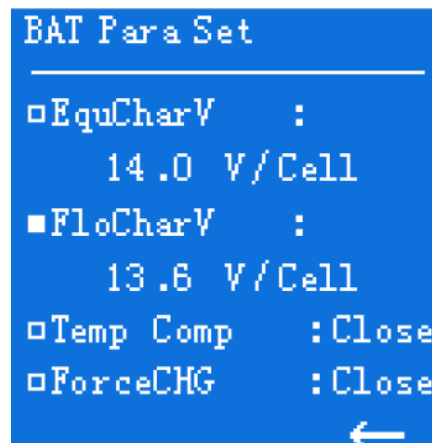 BAT Para Set
EquCharV :
14.0 V/Cell
FloCharV :
13.6 V/Cell
Temp Comp :Close
ForceCHG :Close